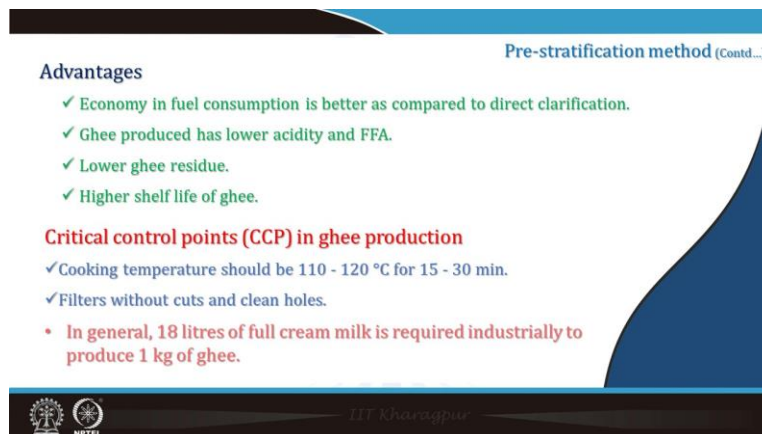 Pre-stratification method (Contd...)
Advantages
✓ Economy in fuel consumption is better as compared to direct clarification.
✓ Ghee produced has lower acidity and FFA.
✓ Lower ghee residue.
✓ Higher shelf life of ghee.
Critical control points (CCP) in ghee production
✓Cooking temperature should be 110 - 120 °C for 15 - 30 min.
✓Filters without cuts and clean holes.
• In general, 18 litres of full cream milk is required industrially to
produce 1 kg of ghee.
IIT Kharagpur
NPTEL